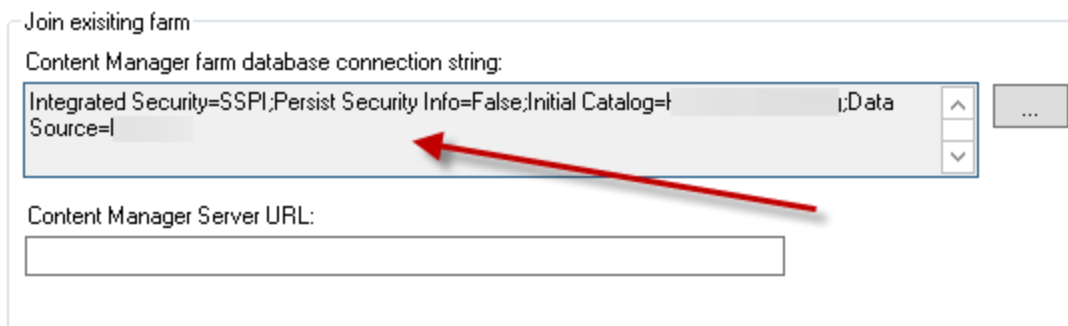 Join exisiting farm
Content Manager farm database connection string:
Integrated Security=SSPI;Persist Security Info=False;Initial Catalog= ;Data
Source=
...
Content Manager Server URL: